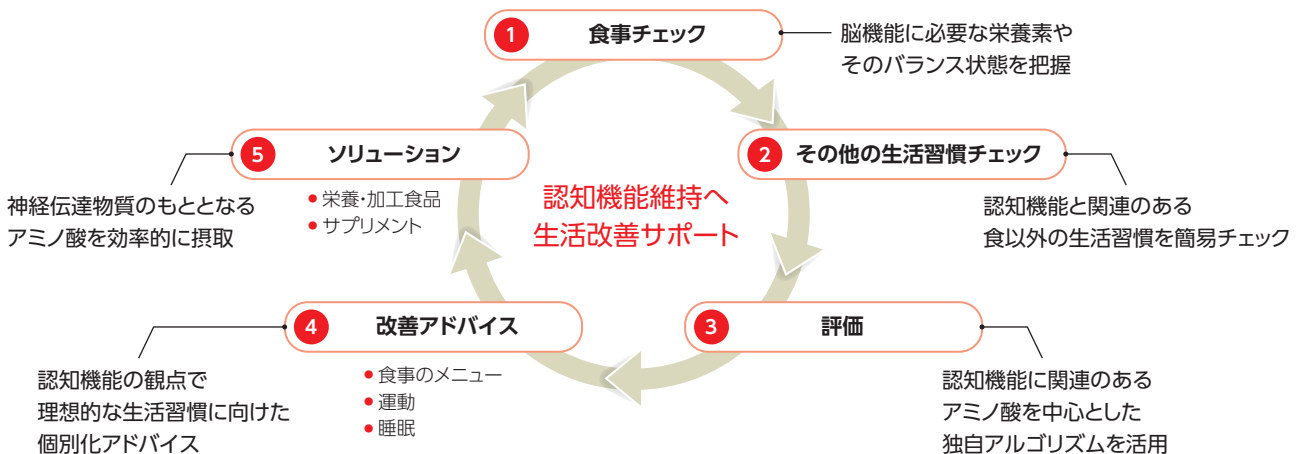 1 食事チェック
脳機能に必要な栄養素や
そのバランス状態を把握
2 その他の生活習慣チェック
認知機能と関連のある
食以外の生活習慣を簡易チェック
3 評価
認知機能に関連のある
アミノ酸を中心とした
独自アルゴリズムを活用
4 改善アドバイス
● 食事のメニュー
● 運動
● 睡眠
認知機能の観点で
理想的な生活習慣に向けた
個別化アドバイス
5 ソリューション
● 栄養・加工食品
● サプリメント
神経伝達物質のもととなる
アミノ酸を効率的に摂取
認知機能維持へ
生活改善サポート